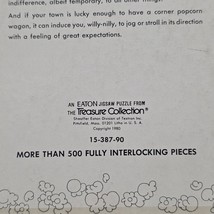 indifference, albeit temporary, to all other things.
And if your town is lucky enough to have a corner popcorn
wagon, it can induce you, willy-nilly, to jog or stroll in its direction
with a feeling of great expectations.
AN EATON JIGSAW PUZZLE FROM
THE Treasure Collection®
Sheaffer Eaton Division of Textron Inc.
Pittsfield, Mass. 01201 Litho in U. S. A.
Copyright 1980
15-387-90
MORE THAN 500 FULLY INTERLOCKING PIECES